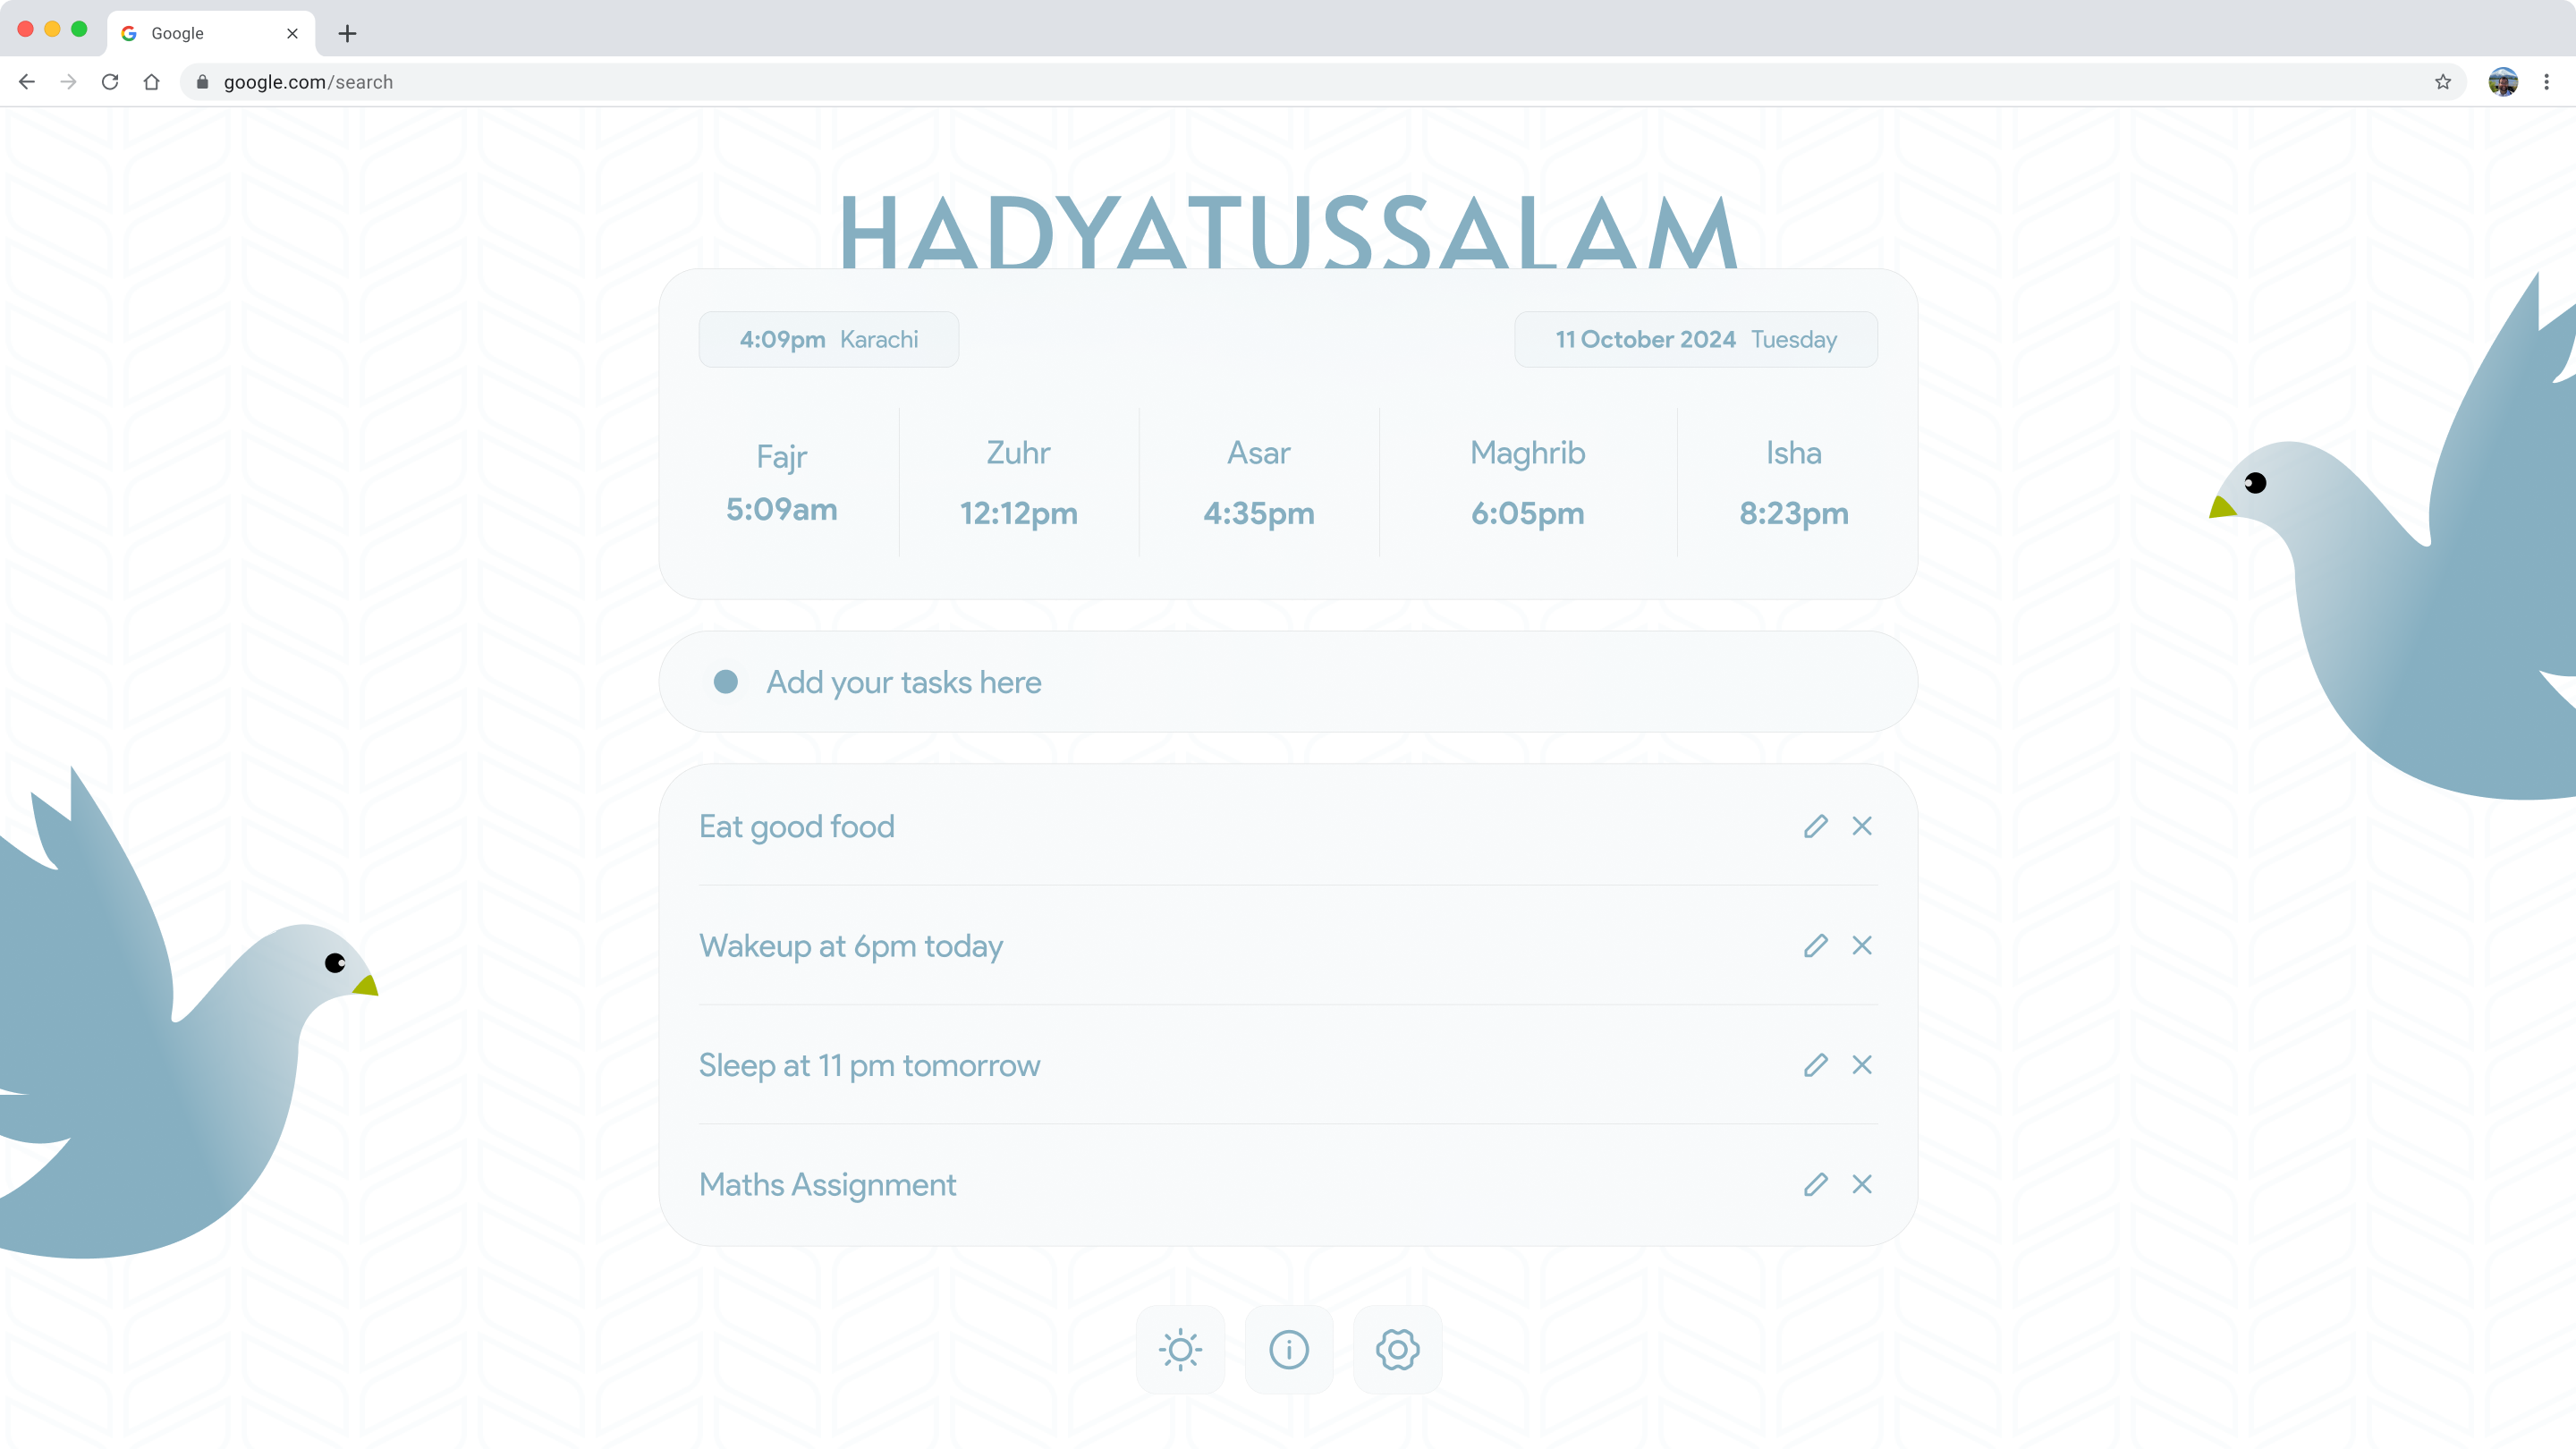 Google
google.com/search
HADYATUSSALAM
4:09pm Karachi
11 October 2024 Tuesday
Fajr Zuhr Asar Maghrib Isha
5:09am 12:12pm 4:35pm 6:05pm 8:23pm
Add your tasks here
Eat good food
Wakeup at 6pm today
Sleep at 11 pm tomorrow
Maths Assignment